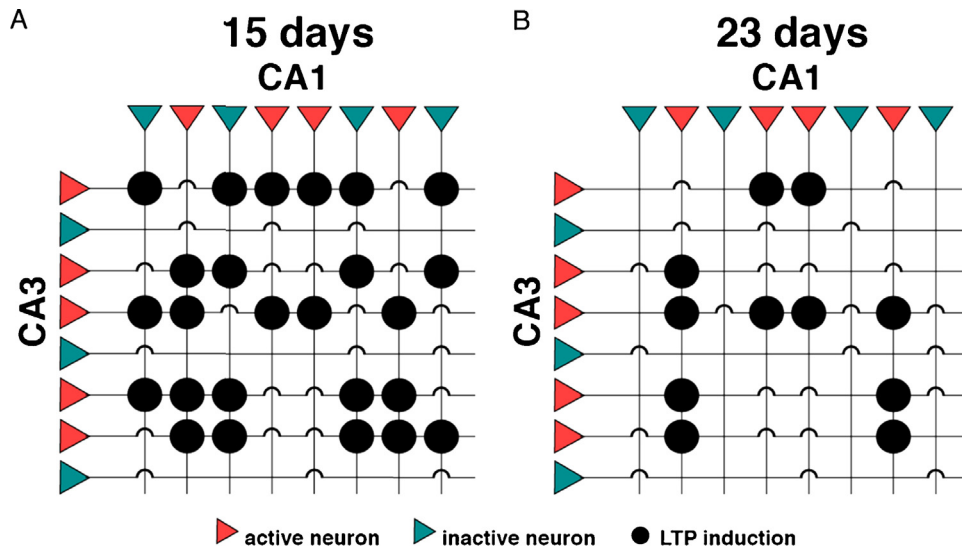 A
15 days
CA1
CA3
B
23 days
CA1
CA3
active neuron
inactive neuron
LTP induction